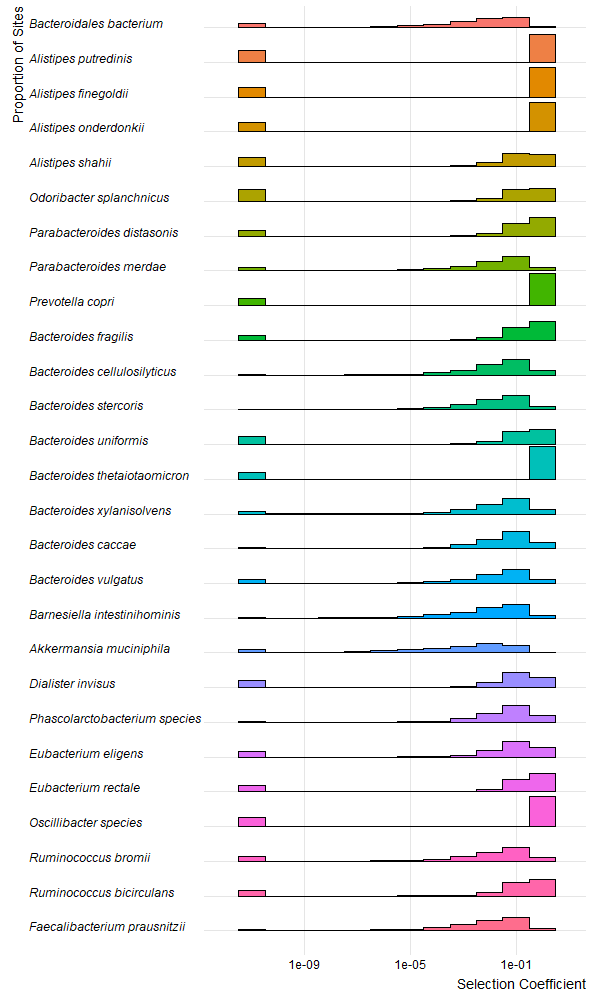 Proportion of Sites
Bacteroidales bacterium
Alistipes putredinis
Alistipes finegoldii
Alistipes onderdonkii
Alistipes shahii
Odoribacter splanchnicus
Parabacteroides distasonis
Parabacteroides merdae
Prevotella copri
Bacteroides fragilis
Bacteroides cellulosilyticus
Bacteroides stercoris
Bacteroides uniformis
Bacteroides thetaiotaomicron
Bacteroides xylanisolvens
Bacteroides caccae
Bacteroides vulgatus
Barnesiella intestinihominis
Akkermansia muciniphila
Dialister invisus
Phascolarctobacterium species
Eubacterium eligens
Eubacterium rectale
Oscillibacter species
Ruminococcus bromii
Ruminococcus bicirculans
Faecalibacterium prausnitzii
1e-09 1e-05 1e-01
Selection Coefficient